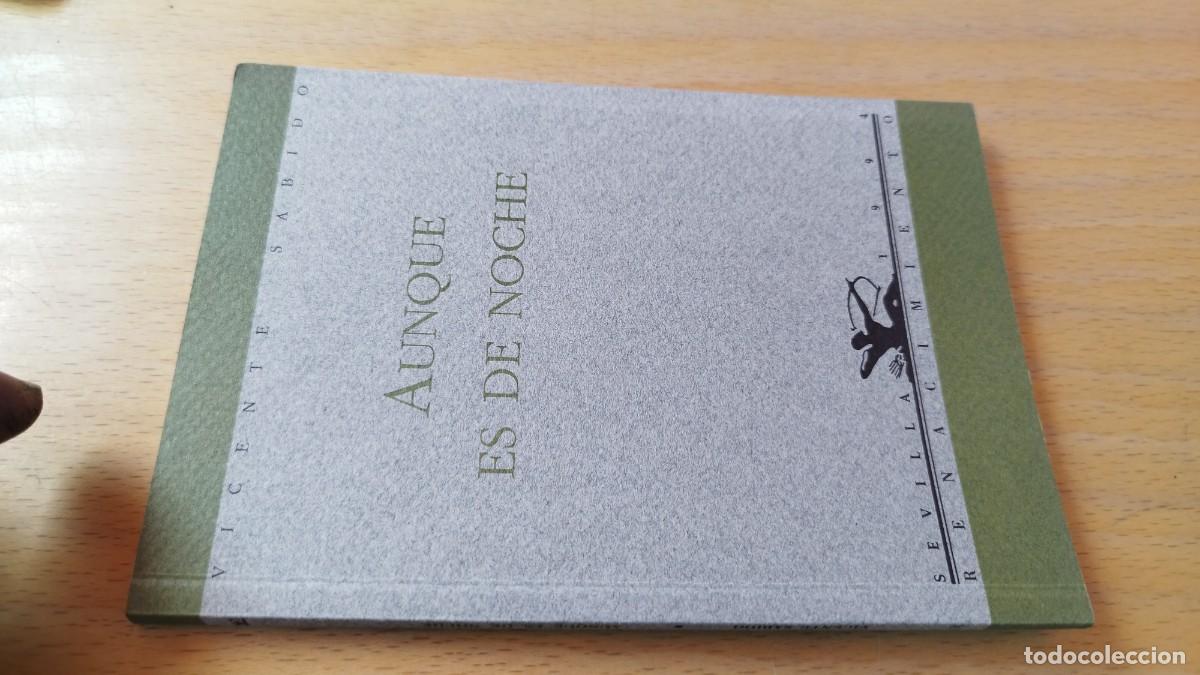 VICENTE SABIDO
AUNQUE
ES DE NOCHE
SEVILLA 1994
RENACIMIENTO
todocoleccion